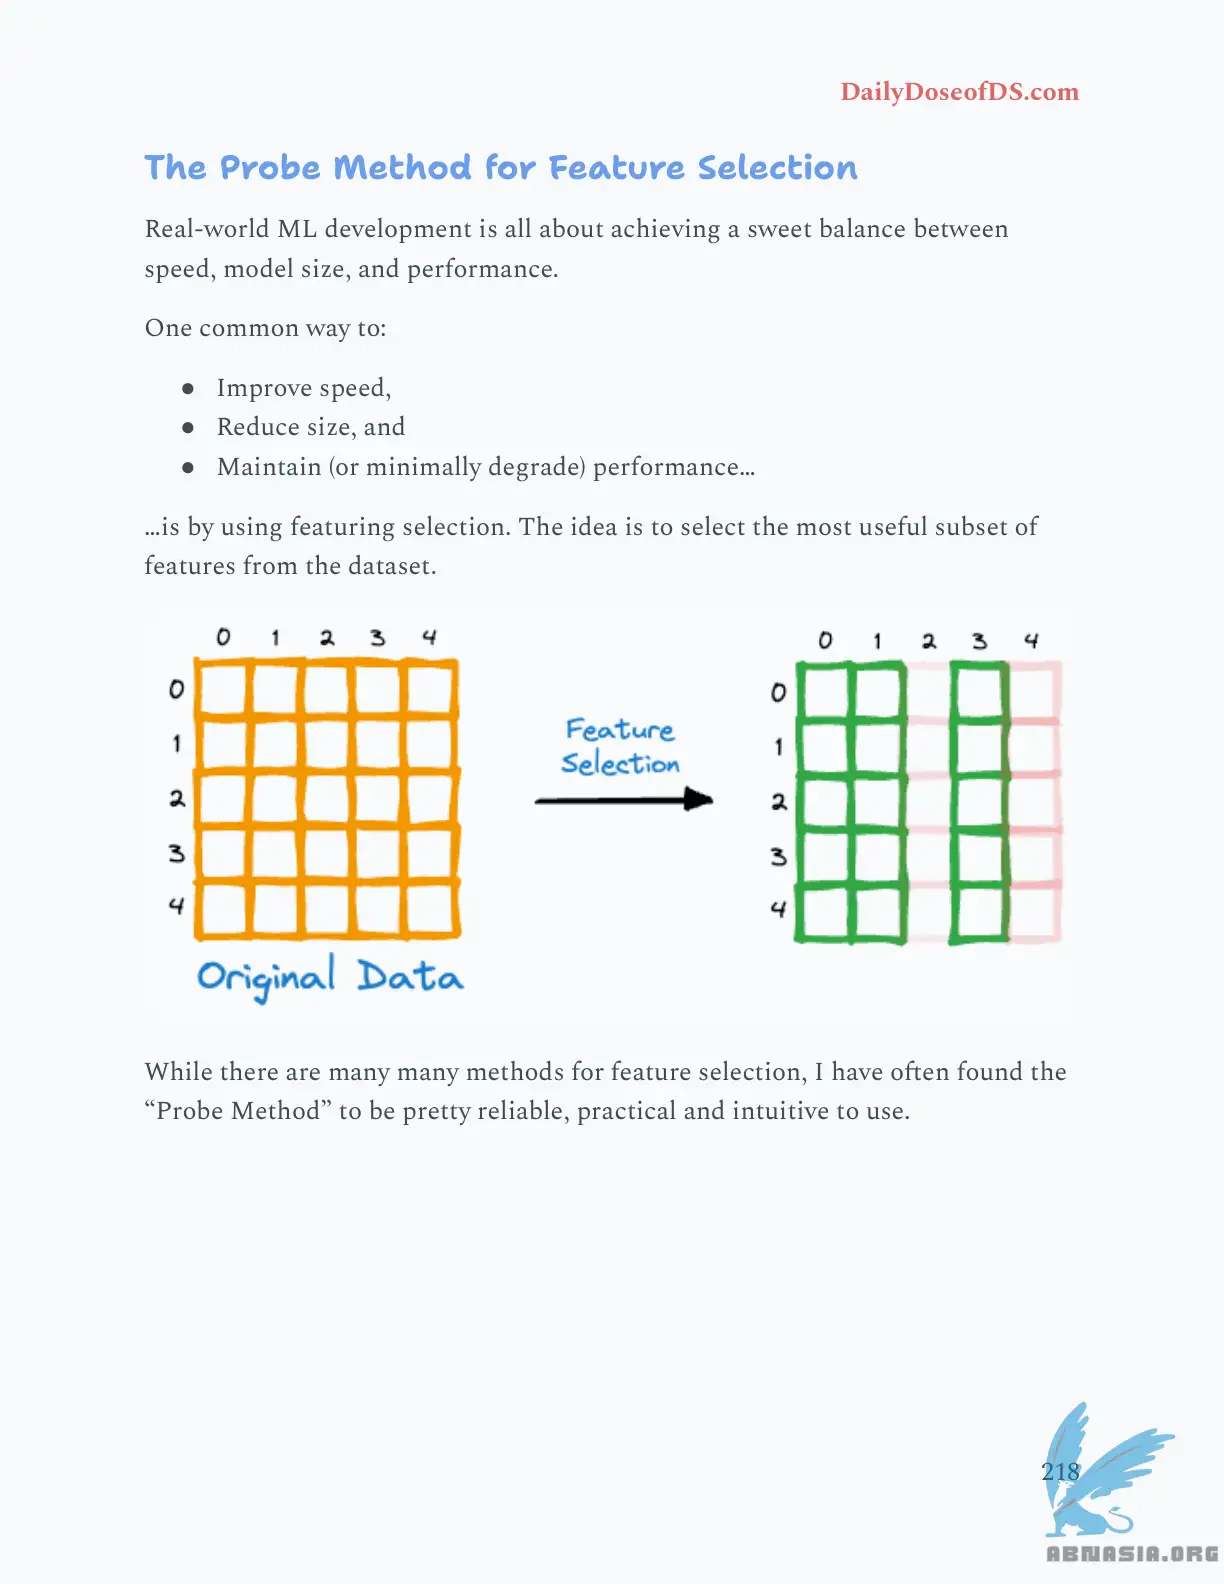 DailyDoseofDS.com
The Probe Method for Feature Selection
Real-world ML development is all about achieving a sweet balance between
speed, model size, and performance.
One common way to:
● Improve speed,
● Reduce size, and
● Maintain (or minimally degrade) performance…
…is by using featuring selection. The idea is to select the most useful subset of
features from the dataset.
0 1 2 3 4
0
1
2
3
4
Original Data
Feature
Selection
0 1 2 3 4
0
1
2
3
4
While there are many many methods for feature selection, I have often found the
“Probe Method” to be pretty reliable, practical and intuitive to use.
218
ABNASIA.ORG